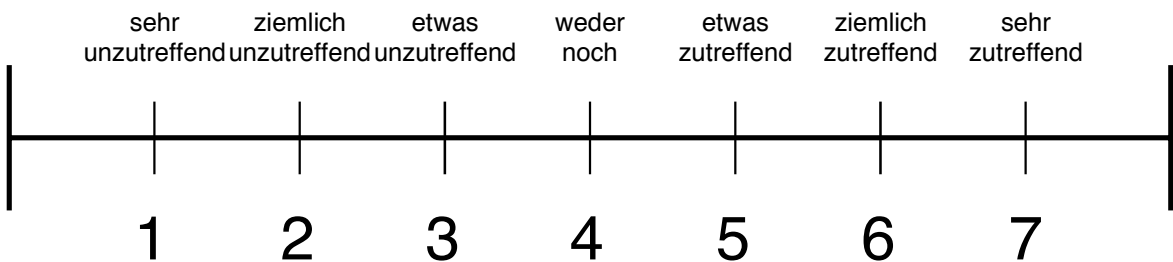 sehr ziemlich etwas weder etwas ziemlich sehr
unzutreffend unzutreffend unzutreffend noch zutreffend zutreffend zutreffend
1 2 3 4 5 6 7